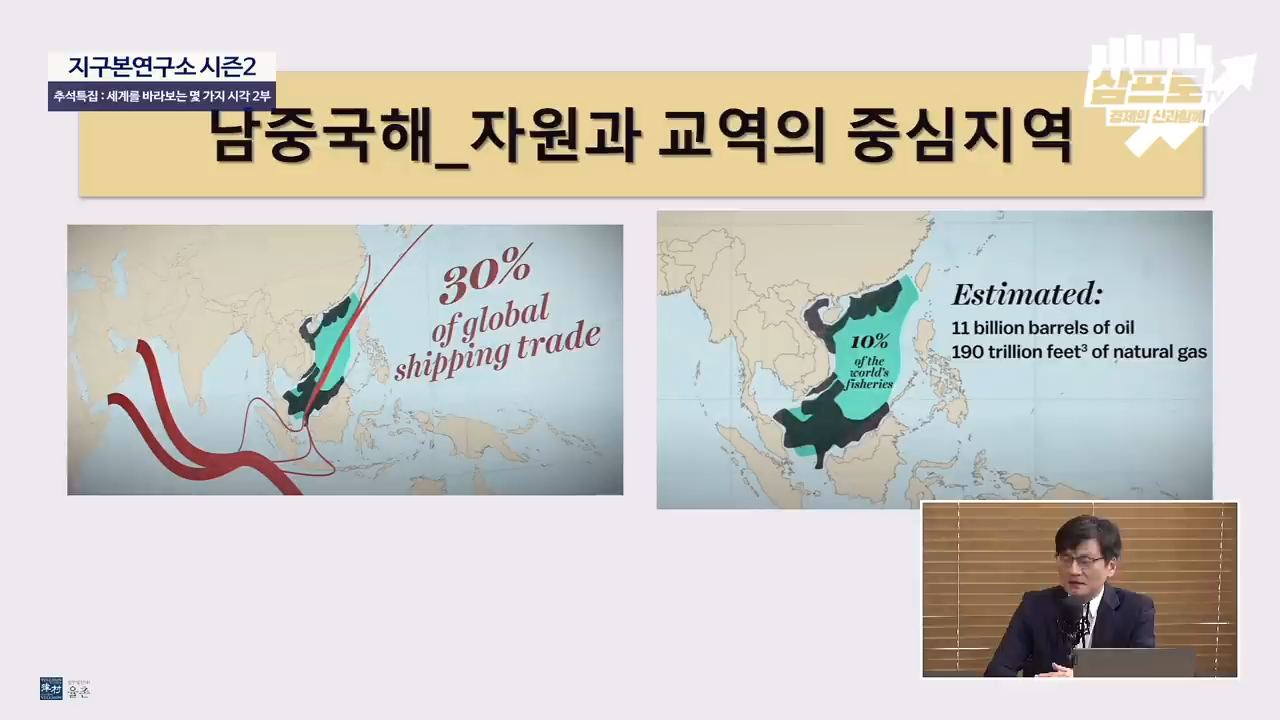 지구본연구소 시즌2
추석특집 : 세계를 바라보는 몇 가지 시각 2부
삼프로TV
경제의 신과함께
남중국해_자원과 교역의 중심지역
30%
of global
shipping trade
10%
of the
world's
fisheries
Estimated:
11 billion barrels of oil
190 trillion feet³ of natural gas
율촌